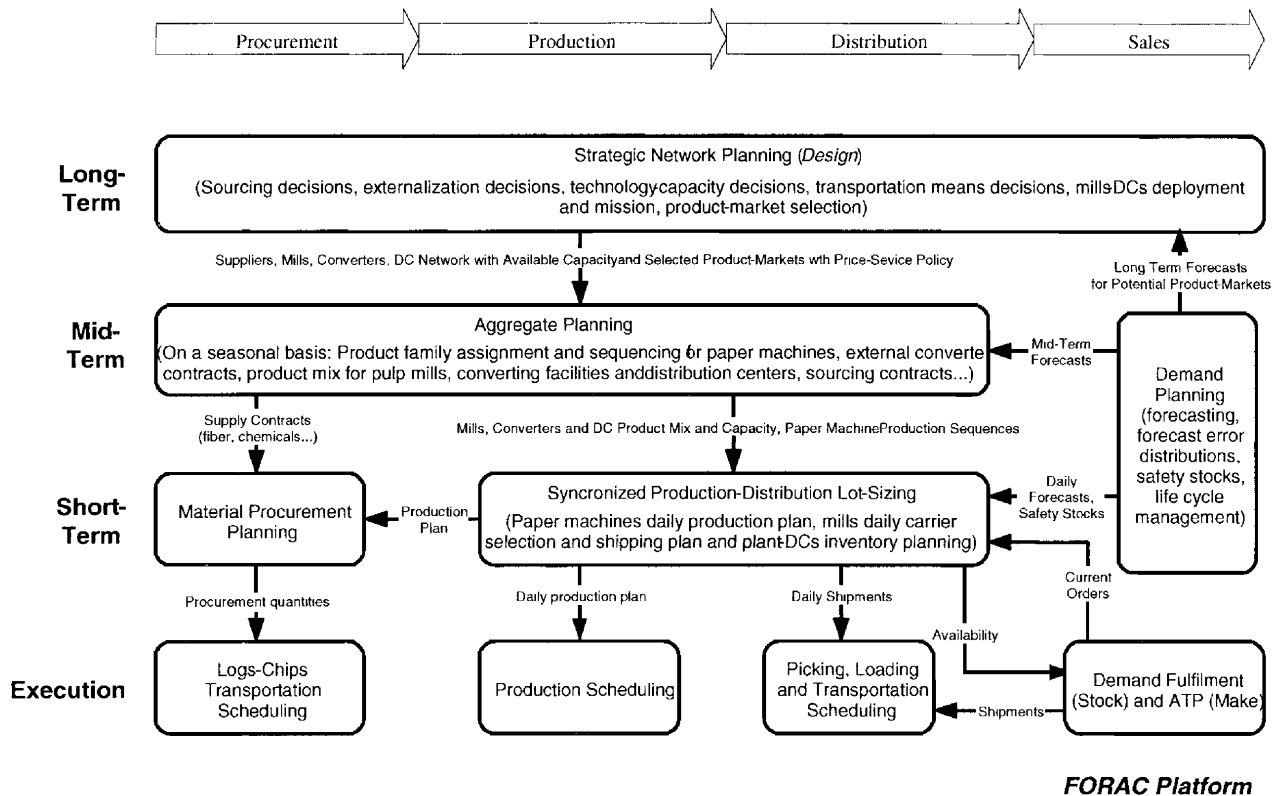 Procurement
Production
Distribution
Sales
Long-
Term
Strategic Network Planning (Design)
(Sourcing decisions, externalization decisions, technology-capacity decisions, transportation means decisions, mills-DCs deployment
and mission, product-market selection)
Suppliers, Mills, Converters, DC Network with Available Capacityand Selected Product-Markets wth Price-Sevice Policy
Long Term Forecasts
for Potential Product-Markets
Mid-
Term
Aggregate Planning
(On a seasonal basis: Product family assignment and sequencing for paper machines, external converte
contracts, product mix for pulp mills, converting facilities anddistribution centers, sourcing contracts...)
Mid-Term
Forecasts
Demand
Planning
(forecasting,
forecast error
distributions,
safety stocks,
life cycle
management)
Supply Contracts
(fiber, chemicals...)
Mills, Converters and DC Product Mix and Capacity, Paper MachineProduction Sequences
Short-
Term
Material Procurement
Planning
Production
Plan
Syncronized Production-Distribution Lot-Sizing
(Paper machines daily production plan, mills daily carrier
selection and shipping plan and plant-DCs inventory planning)
Daily
Forecasts,
Safety Stocks
Current
Orders
Procurement quantities
Daily production plan
Daily Shipments
Availability
Execution
Logs-Chips
Transportation
Scheduling
Production Scheduling
Picking, Loading
and Transportation
Scheduling
Shipments
Demand Fulfilment
(Stock) and ATP (Make)
FORAC Platform